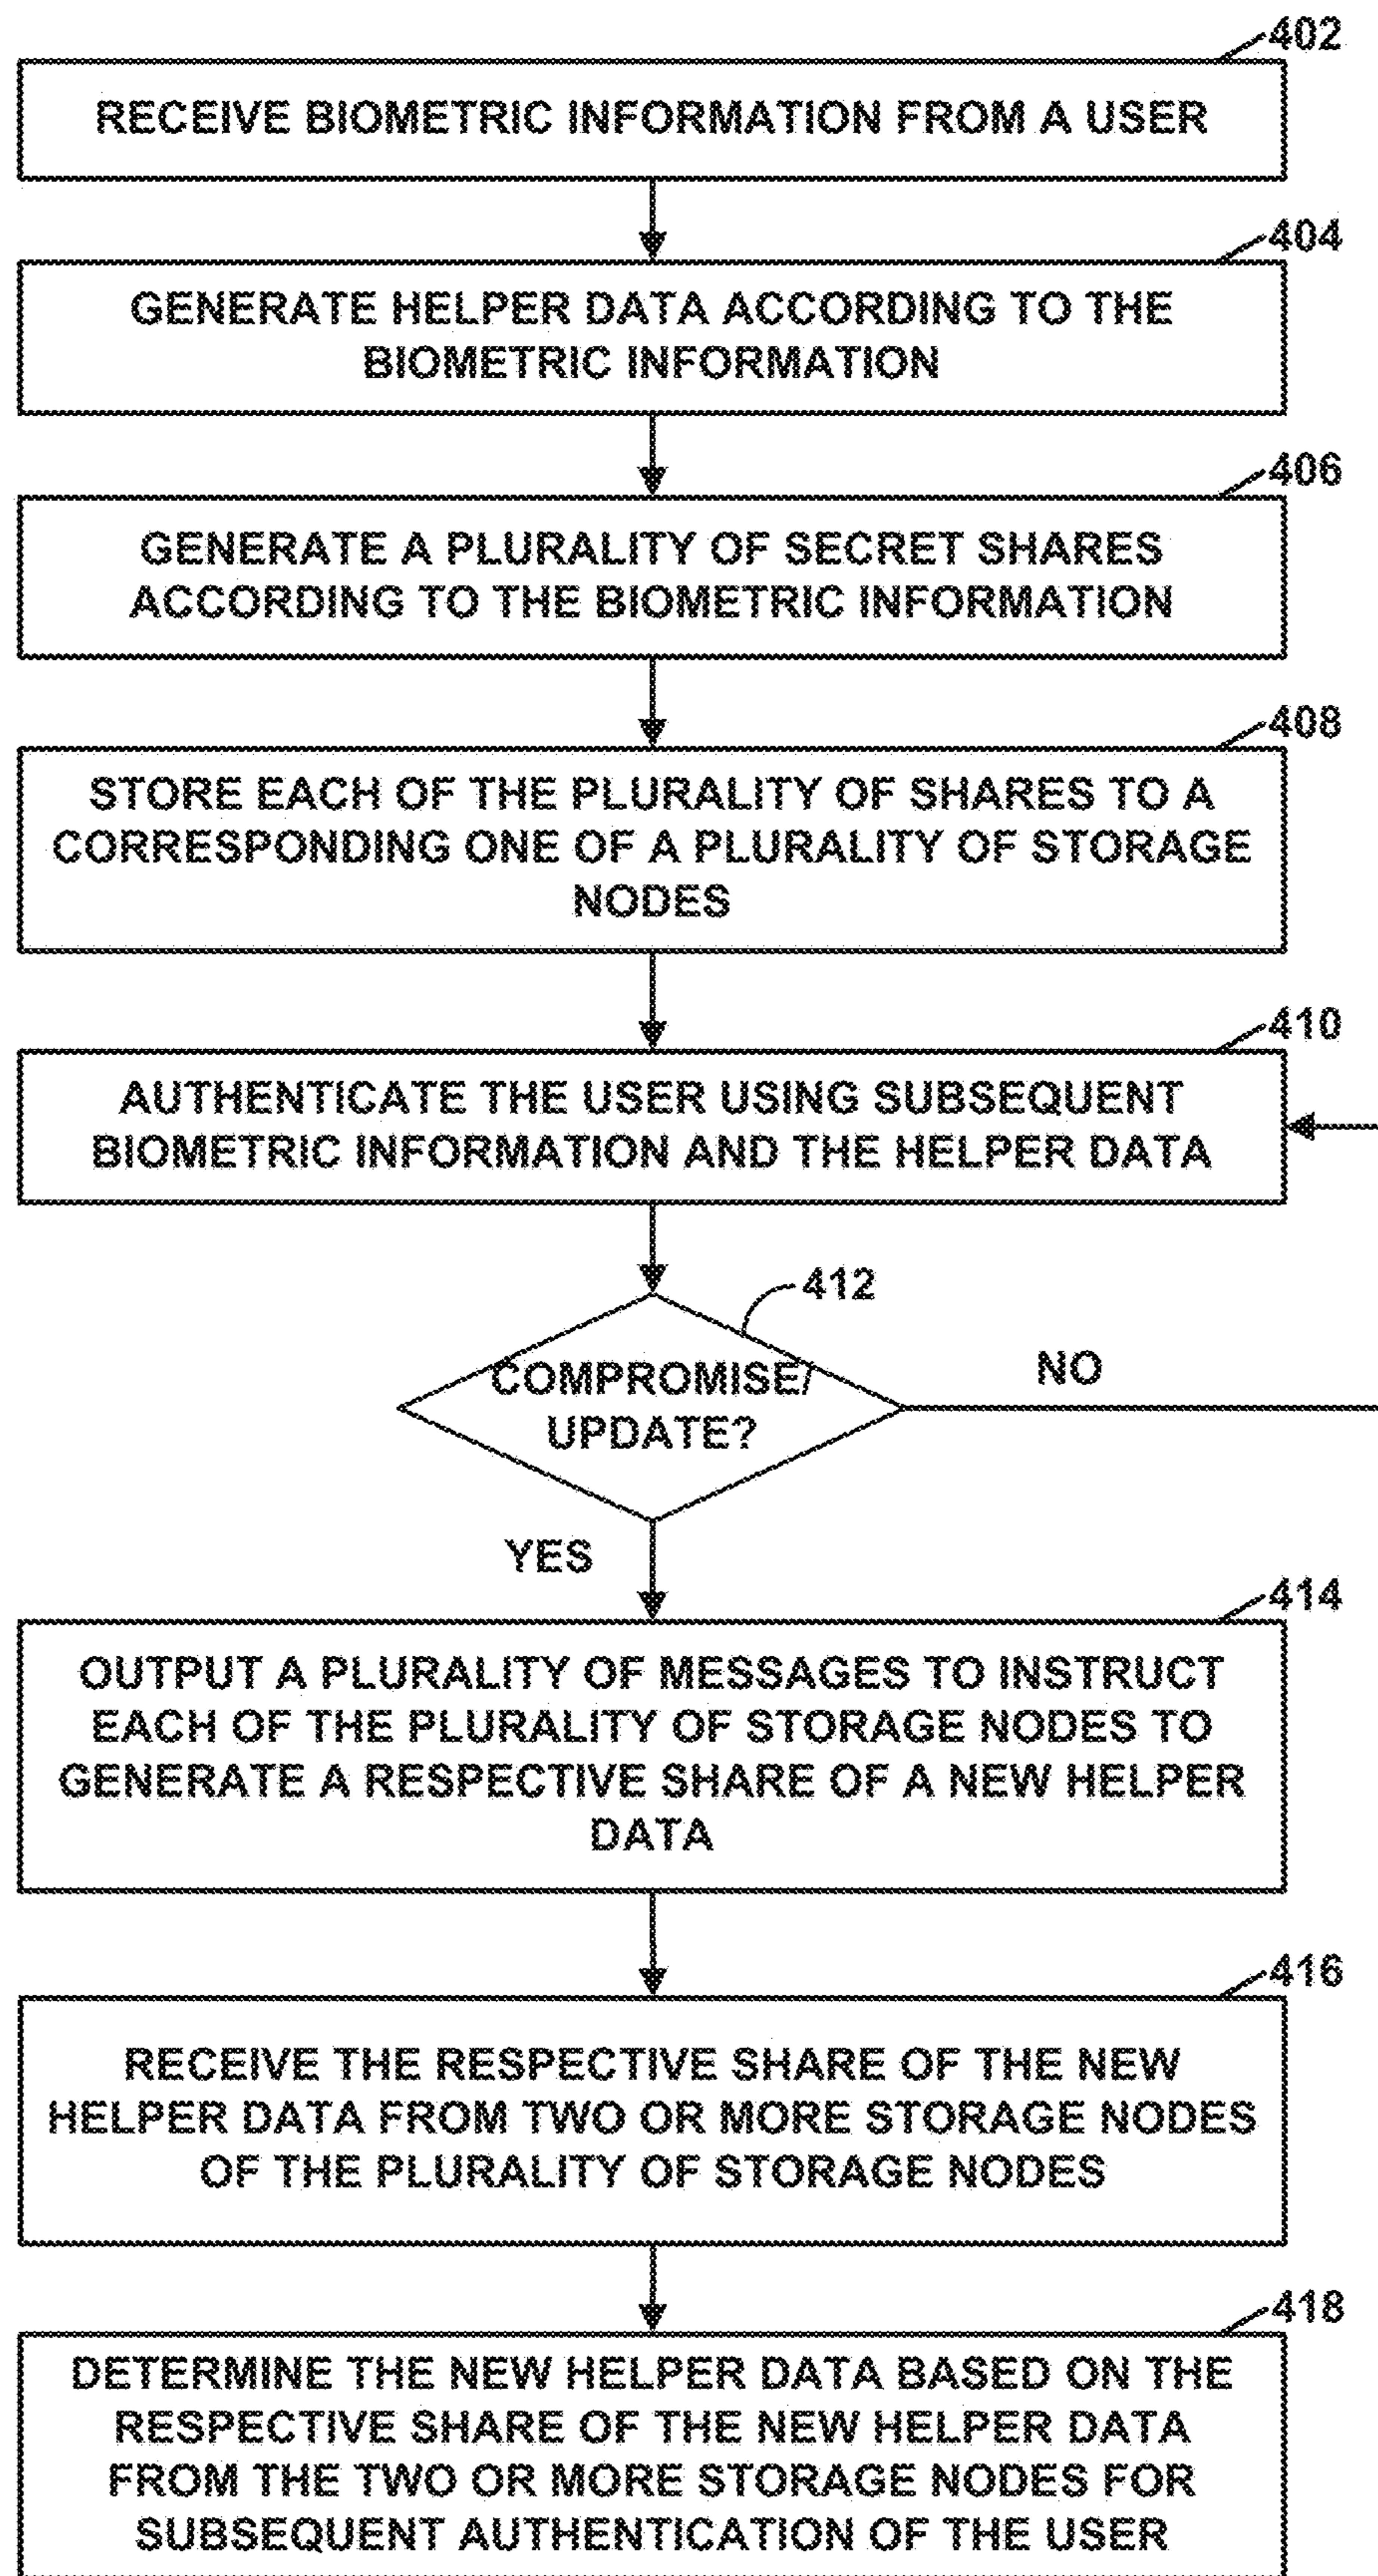 402
RECEIVE BIOMETRIC INFORMATION FROM A USER
404
GENERATE HELPER DATA ACCORDING TO THE
BIOMETRIC INFORMATION
406
GENERATE A PLURALITY OF SECRET SHARES
ACCORDING TO THE BIOMETRIC INFORMATION
408
STORE EACH OF THE PLURALITY OF SHARES TO A
CORRESPONDING ONE OF A PLURALITY OF STORAGE
NODES
410
AUTHENTICATE THE USER USING SUBSEQUENT
BIOMETRIC INFORMATION AND THE HELPER DATA
412
COMPROMISE/
UPDATE?
NO
YES
414
OUTPUT A PLURALITY OF MESSAGES TO INSTRUCT
EACH OF THE PLURALITY OF STORAGE NODES TO
GENERATE A RESPECTIVE SHARE OF A NEW HELPER
DATA
416
RECEIVE THE RESPECTIVE SHARE OF THE NEW
HELPER DATA FROM TWO OR MORE STORAGE NODES
OF THE PLURALITY OF STORAGE NODES
418
DETERMINE THE NEW HELPER DATA BASED ON THE
RESPECTIVE SHARE OF THE NEW HELPER DATA
FROM THE TWO OR MORE STORAGE NODES FOR
SUBSEQUENT AUTHENTICATION OF THE USER